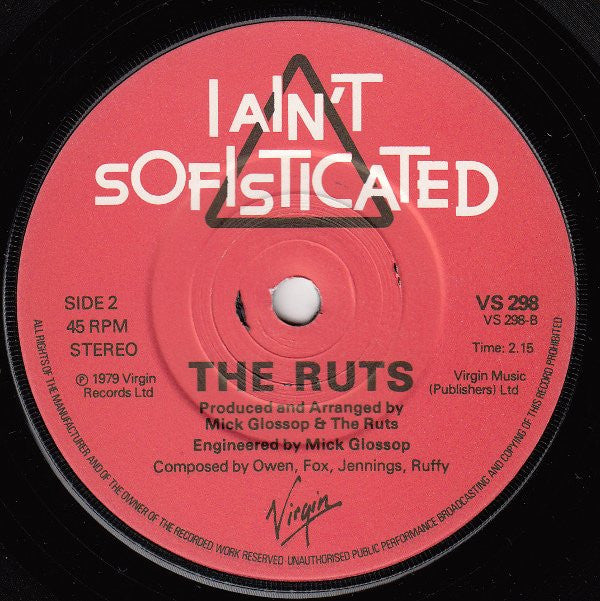 I AIN'T
SOFISTICATED
SIDE 2
45 RPM
STEREO
VS 298
VS 298-B
Time: 2.15
℗ 1979 Virgin
Records Ltd
Virgin Music
(Publishers) Ltd
THE RUTS
Produced and Arranged by
Mick Glossop & The Ruts
Engineered by Mick Glossop
Composed by Owen, Fox, Jennings, Ruffy
Virgin
ALL RIGHTS OF THE MANUFACTURER AND OF THE OWNER OF THE RECORDED WORK RESERVED · UNAUTHORISED PUBLIC PERFORMANCE BROADCASTING AND COPYING OF THIS RECORD PROHIBITED